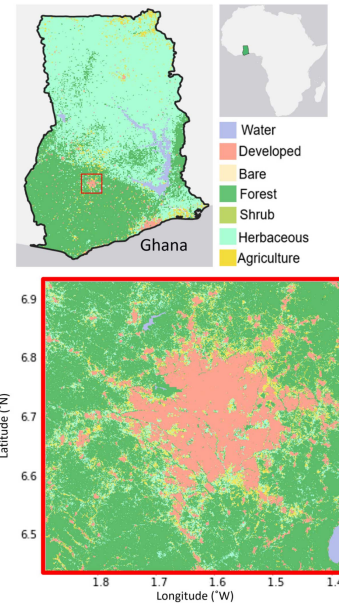 Water
Developed
Bare
Forest
Shrub
Herbaceous
Agriculture
Ghana
6.9
6.8
6.7
6.6
6.5
Latitude (˚N)
1.8
1.7
1.6
1.5
1.4
Longitude (˚W)